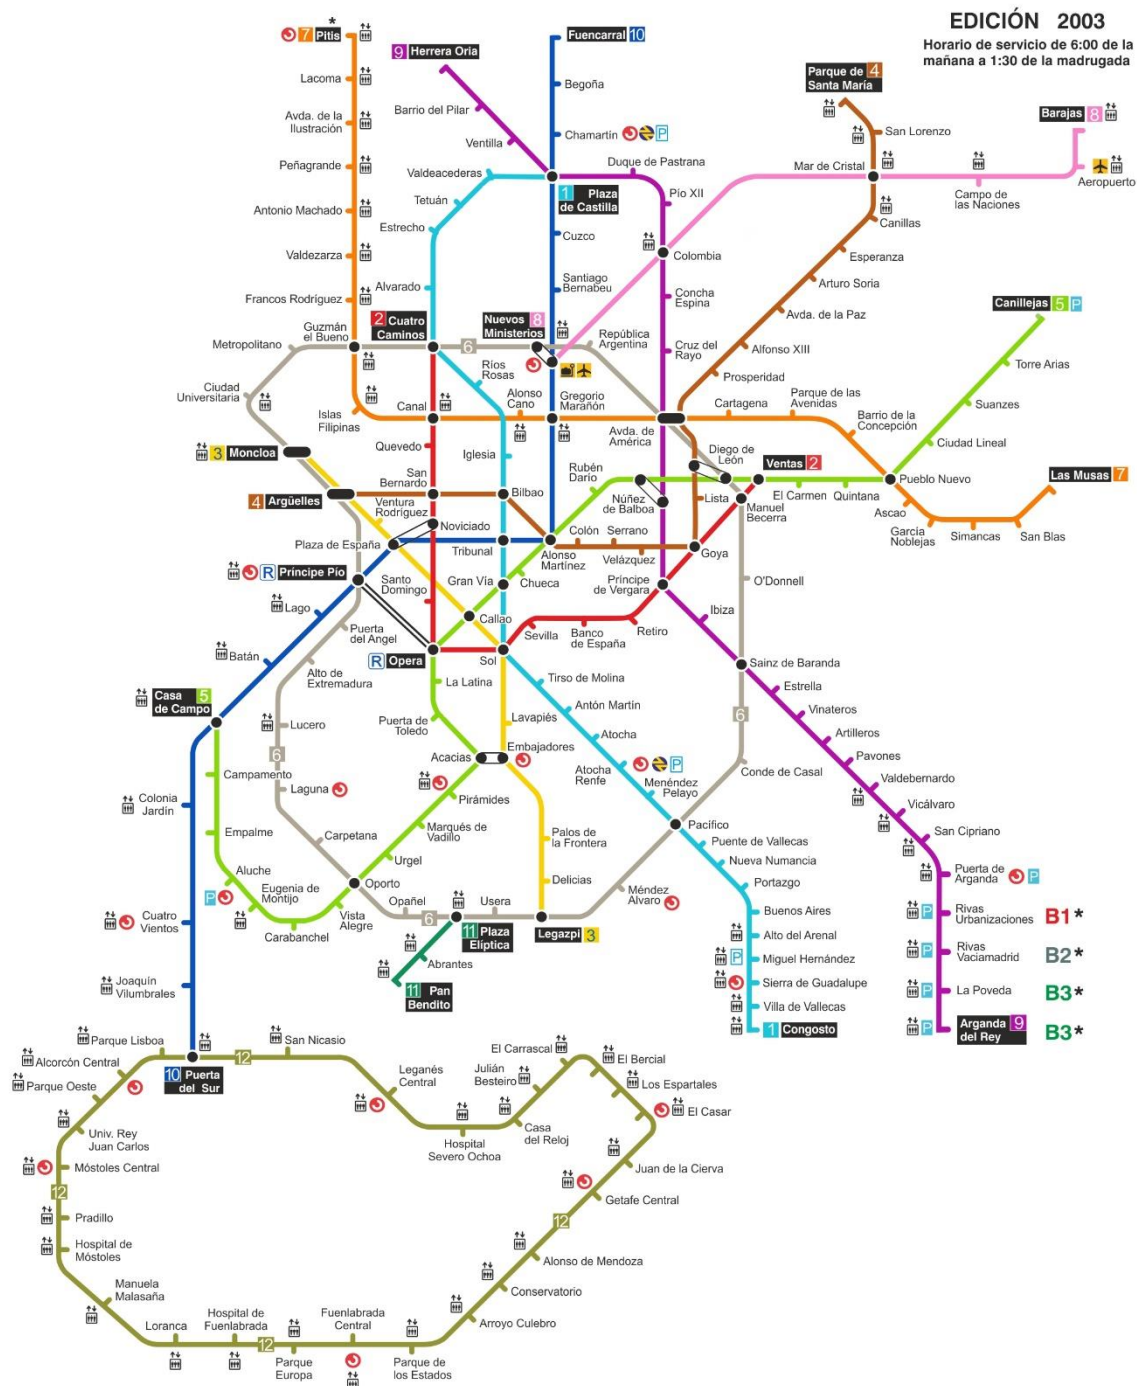 EDICIÓN 2003
Horario de servicio de 6:00 de la
mañana a 1:30 de la madrugada
*
7 Pitis
Lacoma
Avda. de la
Ilustración
Peñagrande
Antonio Machado
Valdezarza
Francos Rodríguez
Guzmán
el Bueno
Islas
Filipinas
9 Herrera Oria
Barrio del Pilar
Ventilla
Fuencarral 10
Begoña
Chamartín
P
Duque de Pastrana
Pío XII
1 Plaza
de Castilla
Valdeacederas
Tetuán
Estrecho
Alvarado
2 Cuatro
Caminos
Cuzco
Santiago
Bernabeu
Nuevos 8
Ministerios
Colombia
Concha
Espina
Cruz del
Rayo
República
Argentina
Parque de 4
Santa María
San Lorenzo
Mar de Cristal
Canillas
Esperanza
Arturo Soria
Avda. de la Paz
Alfonso XIII
Prosperidad
Barajas 8
Aeropuerto
Campo de
las Naciones
Canillejas 5 P
Torre Arias
Suanzes
Ciudad Lineal
Pueblo Nuevo
Metropolitano
6
Ciudad
Universitaria
Ríos
Rosas
Canal
Alonso
Cano
Gregorio
Marañón
Avda. de
América
Cartagena
Parque de las
Avenidas
Barrio de la
Concepción
Ascao
García
Noblejas
Simancas
San Blas
Las Musas 7
3 Moncloa
4 Argüelles
Quevedo
Iglesia
San
Bernardo
Bilbao
Ventura
Rodríguez
Noviciado
Plaza de España
Tribunal
Alonso
Martínez
Rubén
Darío
Núñez
de Balboa
Diego de
León
Ventas 2
El Carmen
Quintana
Manuel
Becerra
Lista
Colón
Serrano
Velázquez
Goya
Príncipe
de Vergara
O'Donnell
R Príncipe Pío
Santo
Domingo
Gran Vía
Chueca
Callao
R Opera
Sol
Sevilla
Banco
de España
Retiro
Ibiza
Sainz de Baranda
6
Conde de Casal
Estrella
Vinateros
Artilleros
Pavones
Valdebernardo
Vicálvaro
San Cipriano
Puerta de
Arganda
P
P
Rivas
Urbanizaciones
B1*
P
Rivas
Vaciamadrid
B2*
P
La Poveda
B3*
P
Arganda 9
del Rey
B3*
Lago
Batán
Casa 5
de Campo
Puerta
del Angel
Alto de
Extremadura
Lucero
6
Laguna
Carpetana
Oporto
Opañel
6
11 Plaza
Elíptica
Usera
Legazpi 3
Méndez
Alvaro
Pacífico
La Latina
Puerta de
Toledo
Acacias
Embajadores
Lavapiés
Pirámides
Marqués de
Vadillo
Urgel
Vista
Alegre
Carabanchel
Eugenia de
Montijo
Aluche
P
Empalme
Campamento
Palos de
la Frontera
Delicias
Tirso de Molina
Antón Martín
Atocha
Atocha
Renfe
P
Menéndez
Pelayo
Puente de Vallecas
Nueva Numancia
Portazgo
Buenos Aires
Alto del Arenal
P
Miguel Hernández
Sierra de Guadalupe
Villa de Vallecas
1 Congosto
Abrantes
11 Pan
Bendito
Colonia
Jardín
Cuatro
Vientos
Joaquín
Vilumbrales
10 Puerta
del Sur
12
San Nicasio
Leganés
Central
Hospital
Severo Ochoa
Casa
del Reloj
Julián
Besteiro
El Carrascal
El Bercial
Los Espartales
El Casar
Juan de la Cierva
Getafe Central
12
Alonso de Mendoza
Conservatorio
Arroyo Culebro
Parque de
los Estados
Fuenlabrada
Central
Parque
Europa
12
Hospital de
Fuenlabrada
Loranca
Manuela
Malasaña
Hospital de
Móstoles
Pradillo
12
Móstoles Central
Univ. Rey
Juan Carlos
Parque Oeste
Alcorcón Central
Parque Lisboa